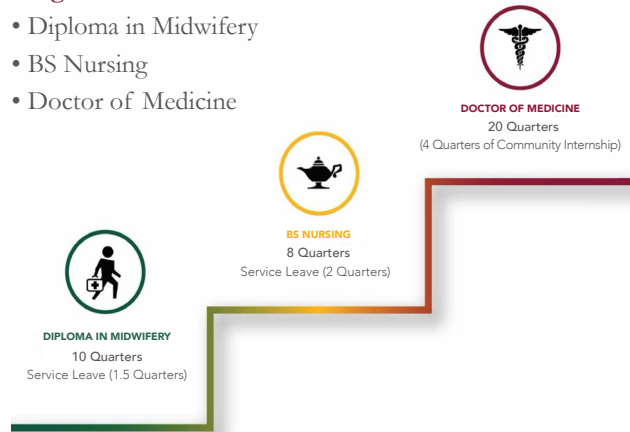 • Diploma in Midwifery
• BS Nursing
• Doctor of Medicine
DOCTOR OF MEDICINE
20 Quarters
(4 Quarters of Community Internship)
BS NURSING
8 Quarters
Service Leave (2 Quarters)
DIPLOMA IN MIDWIFERY
10 Quarters
Service Leave (1.5 Quarters)